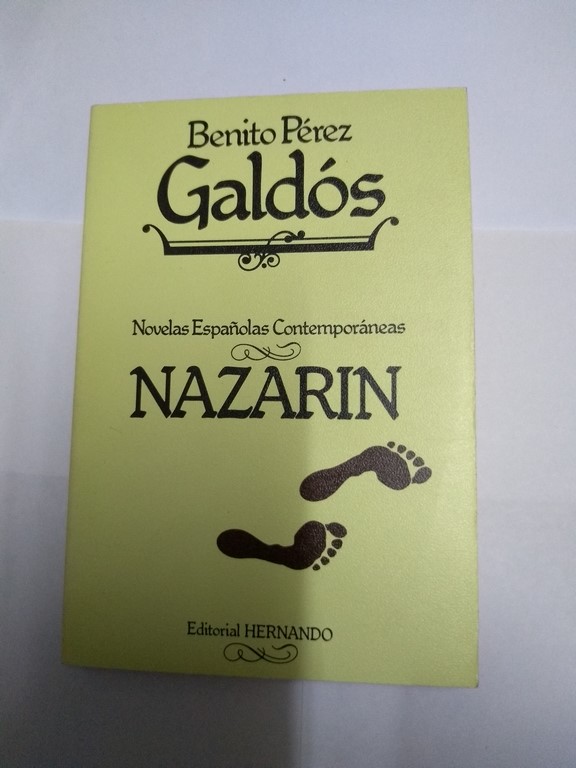 Benito Pérez
Galdós
Novelas Españolas Contemporáneas
NAZARIN
Editorial HERNANDO